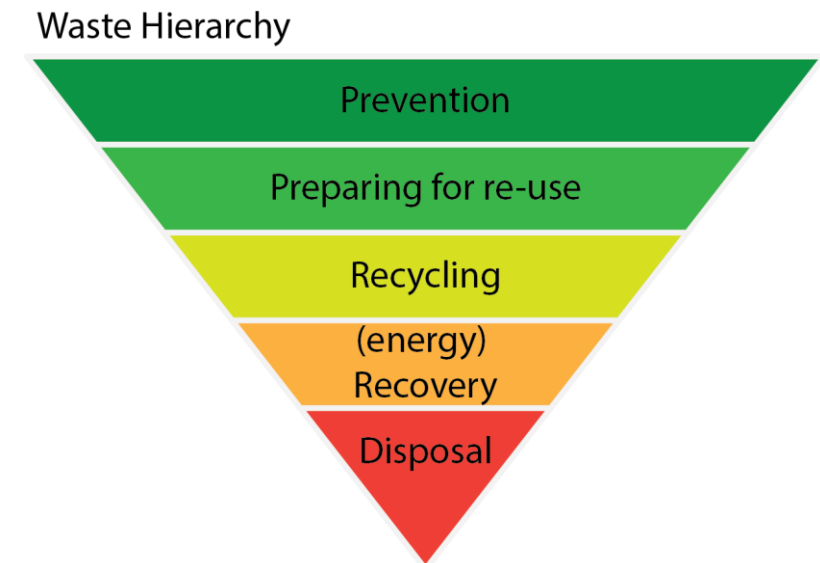 Waste Hierarchy
Prevention
Preparing for re-use
Recycling
(energy)
Recovery
Disposal